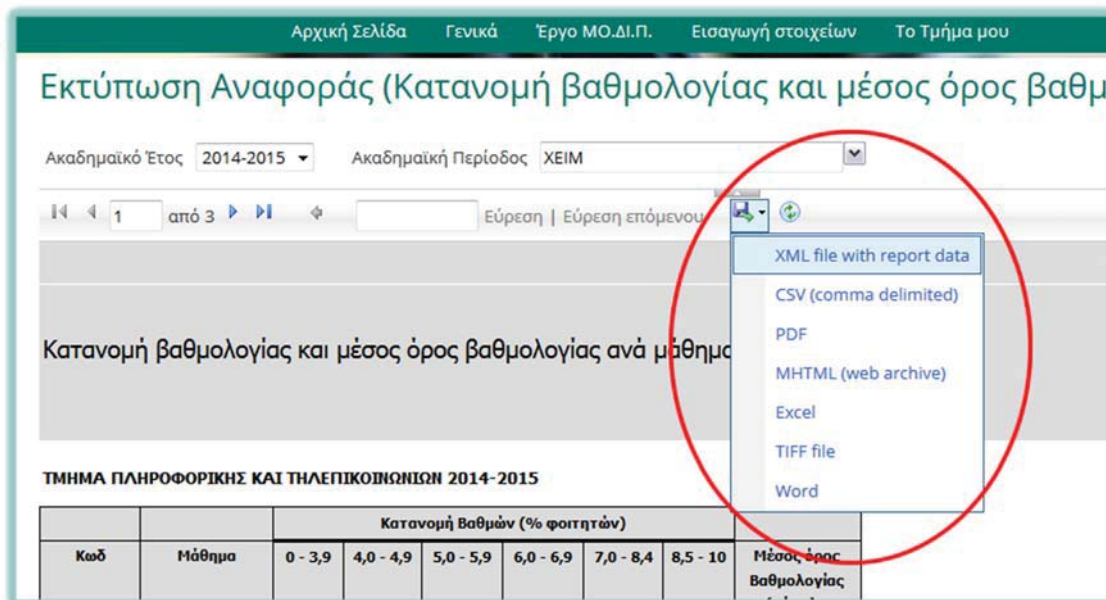 Αρχική Σελίδα Γενικά Έργο ΜΟ.ΔΙ.Π. Εισαγωγή στοιχείων Το Τμήμα μου
Εκτύπωση Αναφοράς (Κατανομή βαθμολογίας και μέσος όρος βαθμ
Ακαδημαϊκό Έτος 2014-2015 Ακαδημαϊκή Περίοδος ΧΕΙΜ
1 από 3 Εύρεση | Εύρεση επόμενου
XML file with report data
CSV (comma delimited)
PDF
MHTML (web archive)
Excel
TIFF file
Word
Κατανομή βαθμολογίας και μέσος όρος βαθμολογίας ανά μάθημα
ΤΜΗΜΑ ΠΛΗΡΟΦΟΡΙΚΗΣ ΚΑΙ ΤΗΛΕΠΙΚΟΙΝΩΝΙΩΝ 2014-2015
Κατανομή Βαθμών (% φοιτητών)
Κωδ Μάθημα 0 - 3,9 4,0 - 4,9 5,0 - 5,9 6,0 - 6,9 7,0 - 8,4 8,5 - 10 Μέσος όρος
Βαθμολογίας